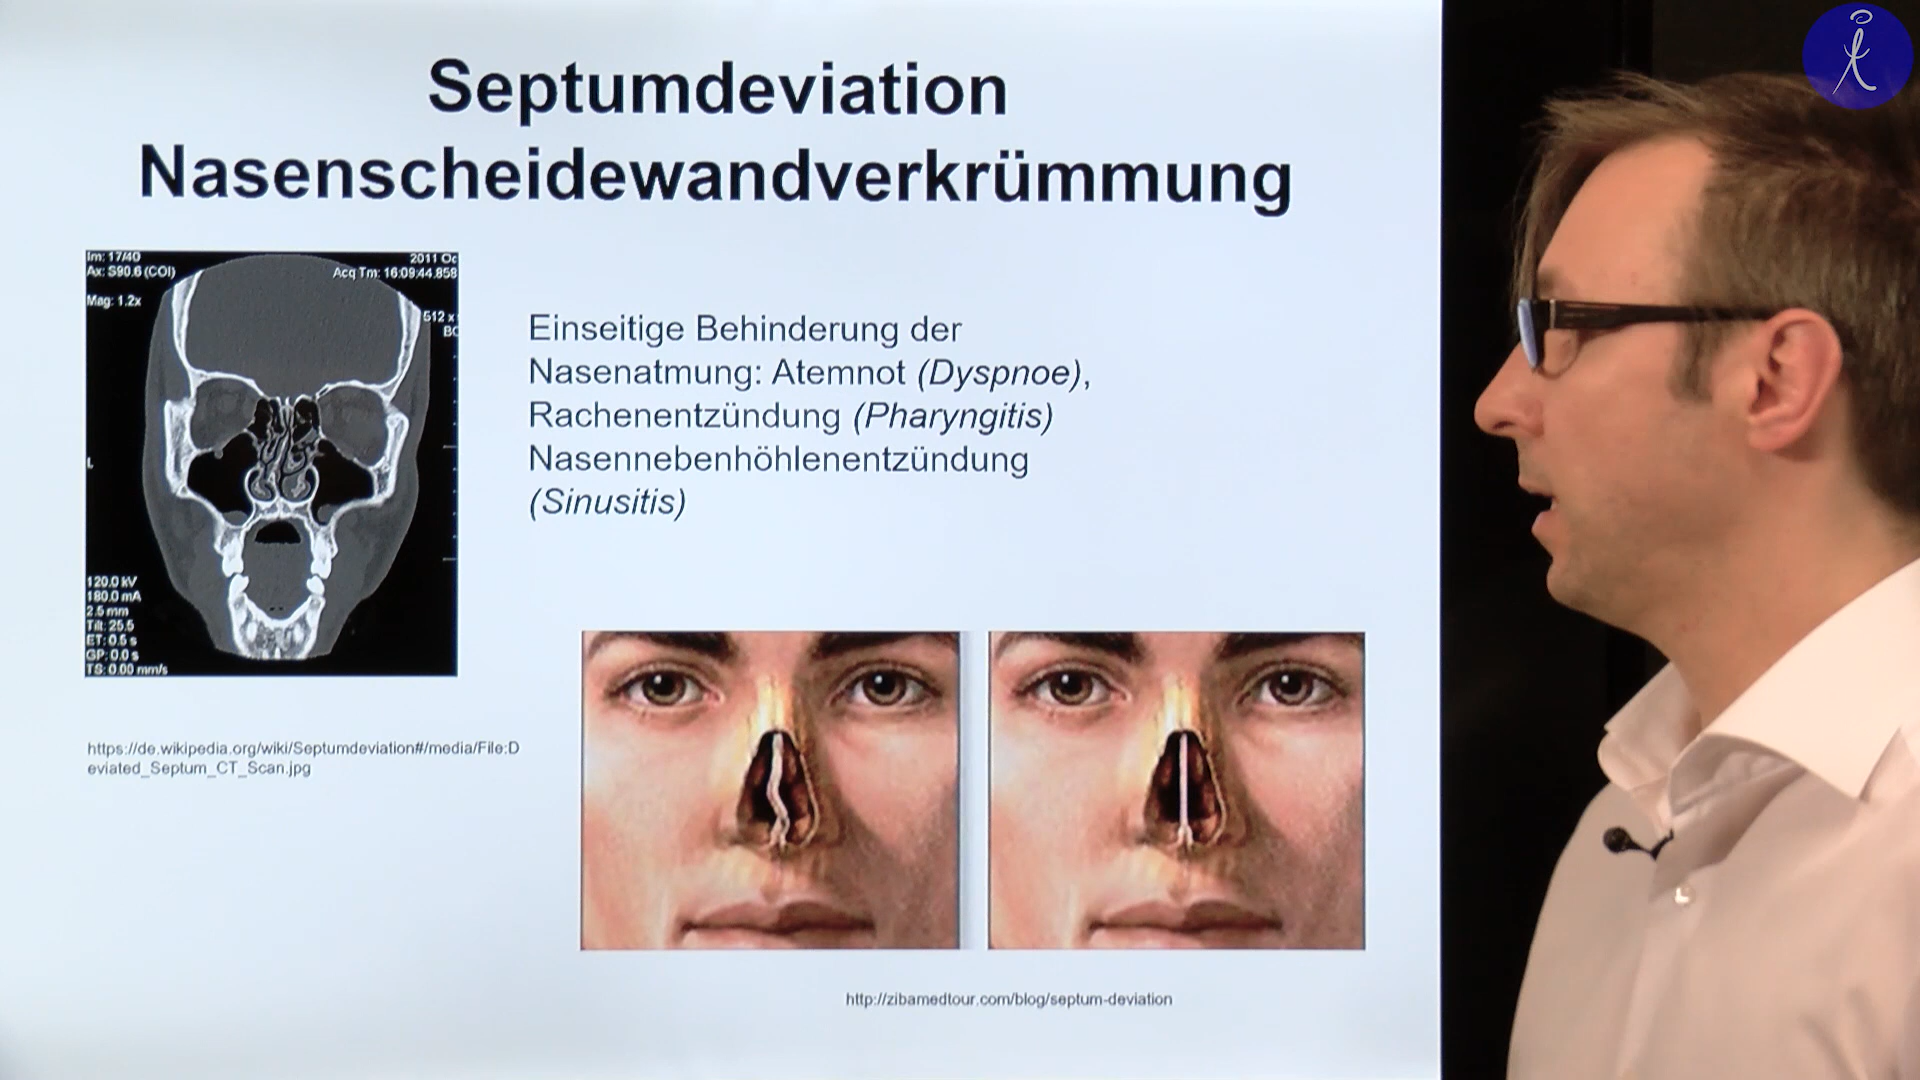 Septumdeviation
Nasenscheidewandverkrümmung
Im: 17/40
Ax: S90.6 (COI)
Mag: 1.2x
2011 Oc
Acq Tm: 16:09:44.858
512 x
BC
L
120.0 kV
180.0 mA
2.5 mm
Tilt: 25.5
ET: 0.5 s
GP: 0.0 s
TS: 0.00 mm/s
Einseitige Behinderung der
Nasenatmung: Atemnot (Dyspnoe),
Rachenentzündung (Pharyngitis)
Nasennebenhöhlenentzündung
(Sinusitis)
https://de.wikipedia.org/wiki/Septumdeviation#/media/File:D
eviated_Septum_CT_Scan.jpg
http://zibamedtour.com/blog/septum-deviation